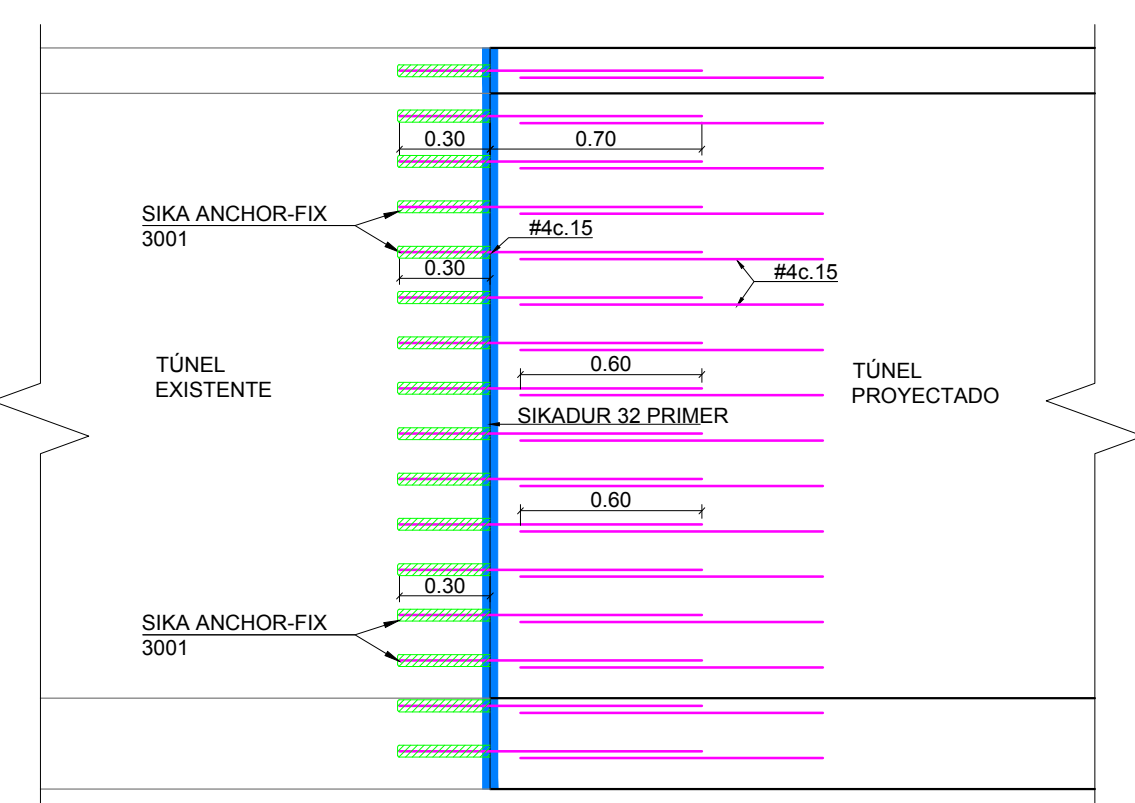 0.30
0.70
SIKA ANCHOR-FIX
3001
#4c.15
0.30
#4c.15
TÚNEL
EXISTENTE
0.60
TÚNEL
PROYECTADO
SIKADUR 32 PRIMER
0.60
0.30
SIKA ANCHOR-FIX
3001